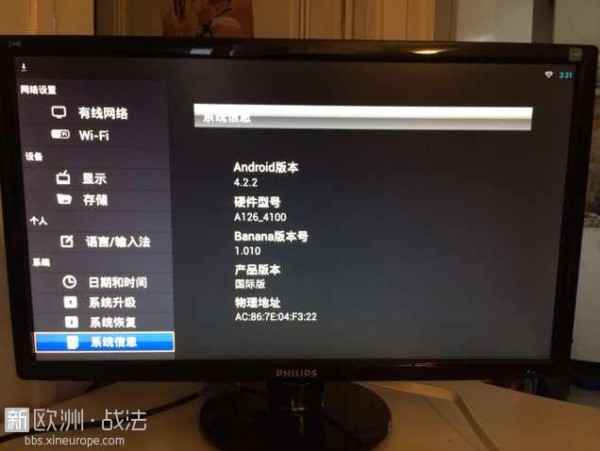 3:31
网络设置
有线网络
Wi-Fi
设备
显示
存储
个人
语言/输入法
系统
日期和时间
系统升级
系统恢复
系统信息
系统信息
Android版本
4.2.2
硬件型号
A126_4100
Banana版本号
1.010
产品版本
国际版
物理地址
AC:86:7E:04:F3:22
PHILIPS
新欧洲·战法
bbs.xineurope.com